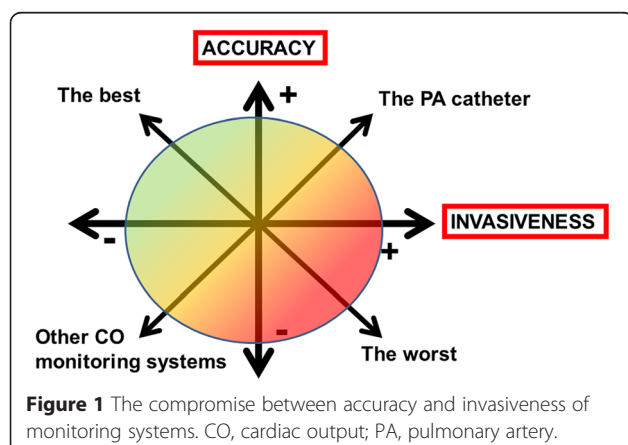 ACCURACY
The best
+
The PA catheter
-
INVASIVENESS
+
Other CO
monitoring systems
-
The worst
Figure 1 The compromise between accuracy and invasiveness of
monitoring systems. CO, cardiac output; PA, pulmonary artery.